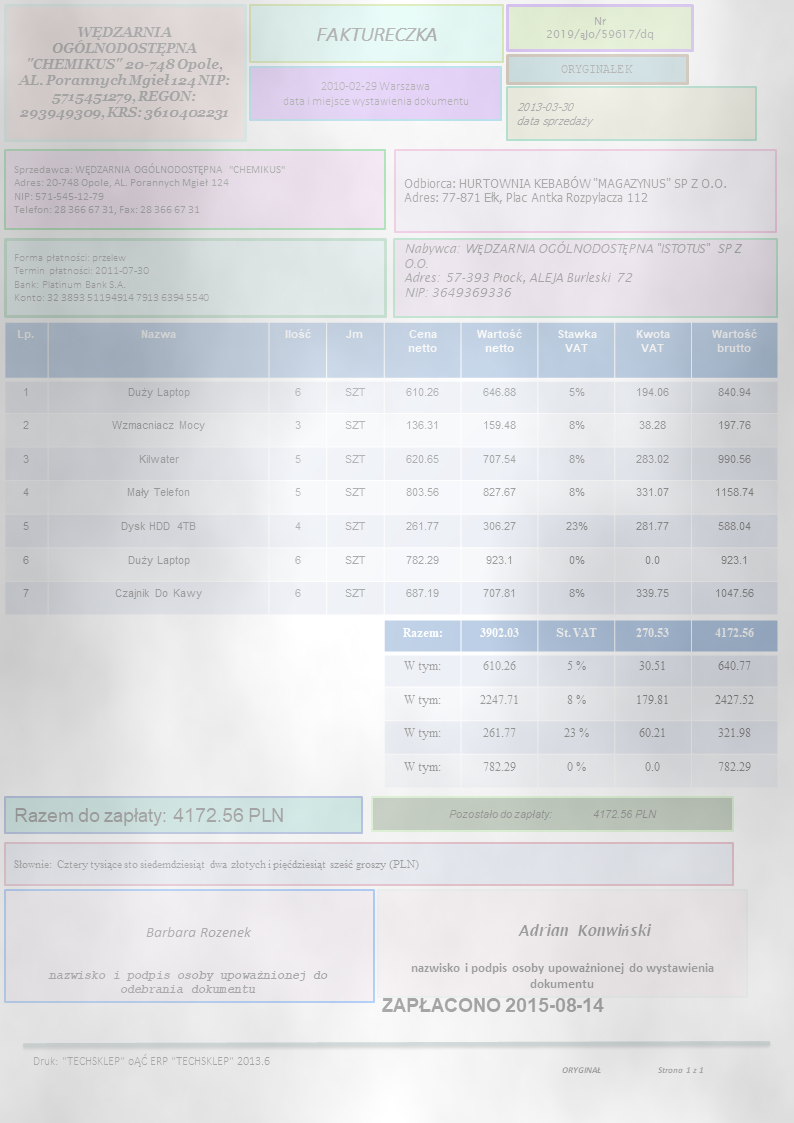 WĘDZARNIA
OGÓLNODOSTĘPNA
"CHEMIKUS" 20-748 Opole,
AL. Porannych Mgieł 124 NIP:
5715451279, REGON:
293949309, KRS: 3610402231
FAKTURECZKA
2010-02-29 Warszawa
data i miejsce wystawienia dokumentu
Nr
ORYGINAŁEK
2013-03-30
data sprzedaży
Sprzedawca: WĘDZARNIA OGÓLNODOSTĘPNA "CHEMIKUS"
Adres: 20-748 Opole, AL. Porannych Mgieł 124
NIP: 571-545-12-79
Telefon: 28 366 67 31, Fax: 28 366 67 31
Odbiorca: HURTOWNIA KEBABÓW "MAGAZYNUS" SP Z O.O.
Adres: 77-871 Ełk, Plac Antka Rozpylacza 112
Forma płatności: przelew
Termin płatności: 2011-07-30
Bank: Platinum Bank S.A.
Konto: 32 3893 51194914 7913 6394 5540
Nabywca: WĘDZARNIA OGÓLNODOSTĘPNA "ISTOTUS" SP Z
O.O.
Adres: 57-393 Płock, ALEJA Burleski 72
NIP: 3649369336
Lp. Nazwa Ilość Jm Cena netto Wartość netto Stawka VAT Kwota VAT Wartość brutto
1 Duży Laptop 6 SZT 610.26 646.88 5% 194.06 840.94
2 Wzmacniacz Mocy 3 SZT 136.31 159.48 8% 38.28 197.76
3 Kilwater 5 SZT 620.65 707.54 8% 283.02 990.56
4 Mały Telefon 5 SZT 803.56 827.67 8% 331.07 1158.74
5 Dysk HDD 4TB 4 SZT 261.77 306.27 23% 281.77 588.04
6 Duży Laptop 6 SZT 782.29 923.1 0% 0.0 923.1
7 Czajnik Do Kawy 6 SZT 687.19 707.81 8% 339.75 1047.56
Razem: 3902.03 St. VAT 270.53 4172.56
W tym: 610.26 5 % 30.51 640.77
W tym: 2247.71 8 % 179.81 2427.52
W tym: 261.77 23 % 60.21 321.98
W tym: 782.29 0 % 0.0 782.29
Razem do zapłaty: 4172.56 PLN
Pozostało do zapłaty: 4172.56 PLN
Słownie: Cztery tysiące sto siedemdziesiąt dwa złotych i pięćdziesiąt sześć groszy (PLN)
Barbara Rozenek
nazwisko i podpis osoby upoważnionej do
odebrania dokumentu
Adrian Konwiński
nazwisko i podpis osoby upoważnionej do wystawienia
dokumentu
ZAPŁACONO 2015-08-14
Druk: "TECHSKLEP" oĄĆ ERP "TECHSKLEP" 2013.6
ORYGINAŁ Strona 1 z 1